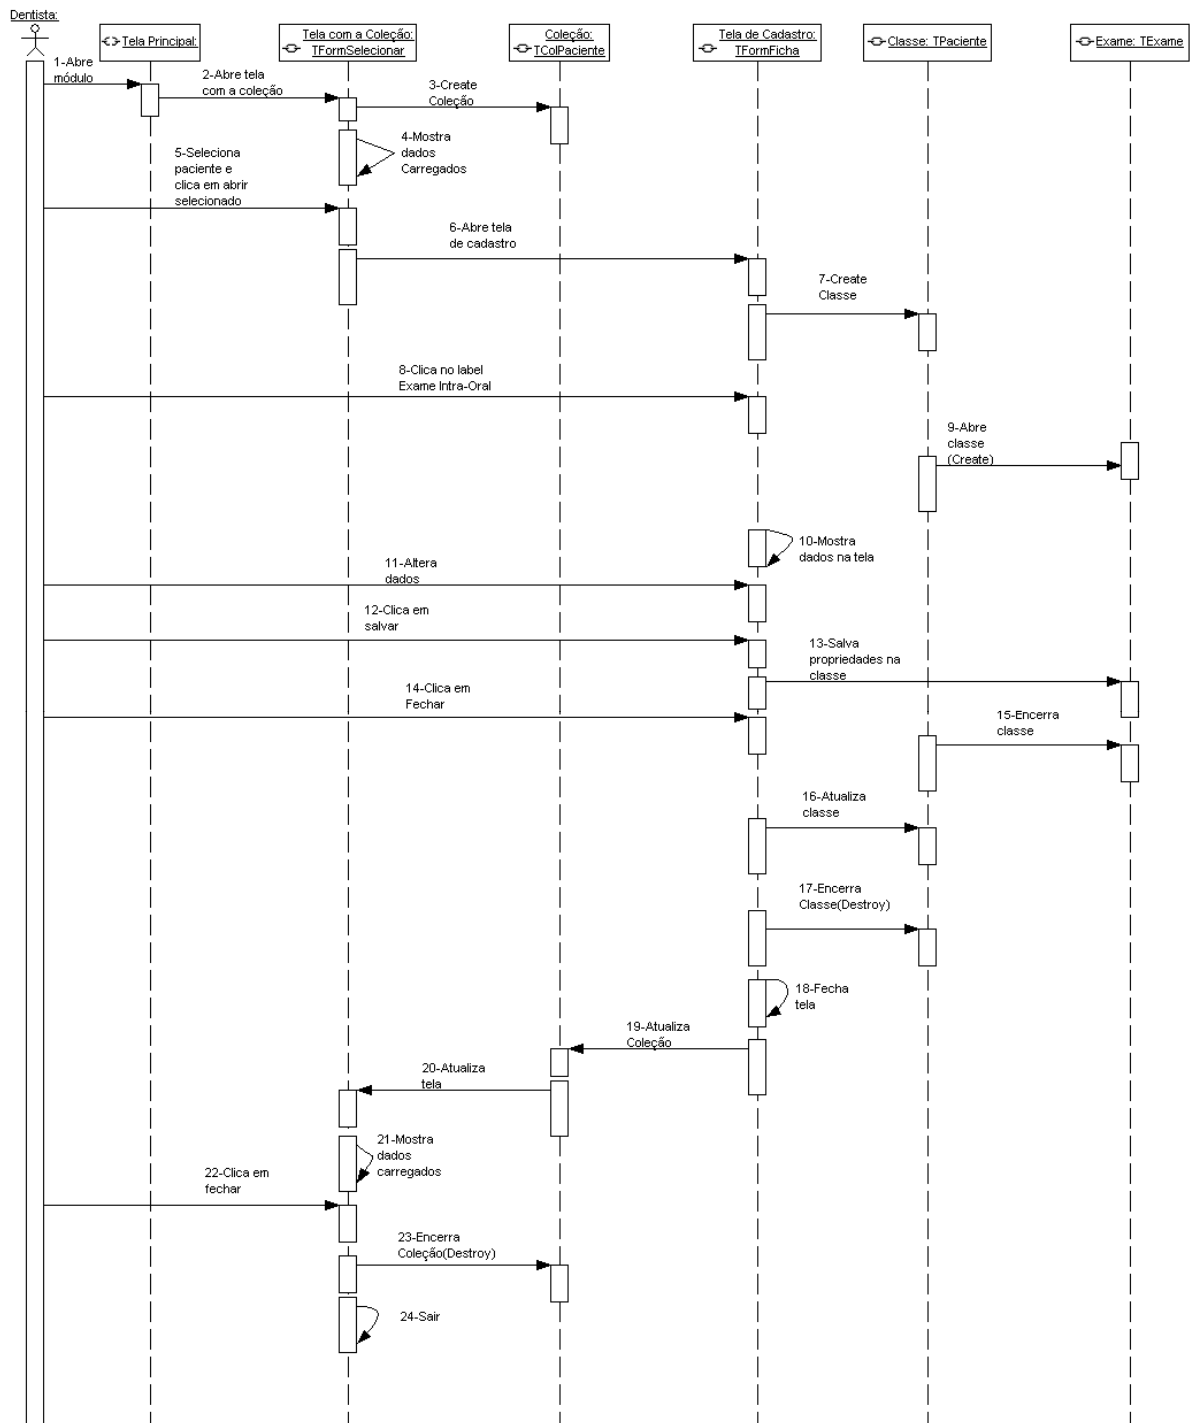 Dentista:
Tela Principal:
Tela com a Coleção:
TFormSelecionar
Coleção:
TColPaciente
Tela de Cadastro:
TFormFicha
Classe: TPaciente
Exame: TExame
1-Abre
módulo
2-Abre tela
com a coleção
3-Create
Coleção
4-Mostra
dados
Carregados
5-Seleciona
paciente e
clica em abrir
selecionado
6-Abre tela
de cadastro
7-Create
Classe
8-Clica no label
Exame Intra-Oral
9-Abre
classe
(Create)
10-Mostra
dados na tela
11-Altera
dados
12-Clica em
salvar
13-Salva
propriedades na
classe
14-Clica em
Fechar
15-Encerra
classe
16-Atualiza
classe
17-Encerra
Classe(Destroy)
18-Fecha
tela
19-Atualiza
Coleção
20-Atualiza
tela
21-Mostra
dados
carregados
22-Clica em
fechar
23-Encerra
Coleção(Destroy)
24-Sair